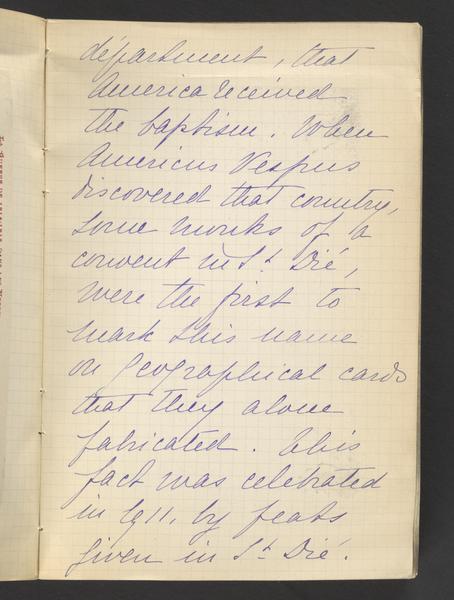 département, that
America received
the baptism. When
Americus Vespus
discovered that country,
some monks of a
convent in St. Dié,
were the first to
mark this name
on geographical cards
that they alone
fabricated. This
fact was celebrated
in 1911, by feats
given in St Dié.